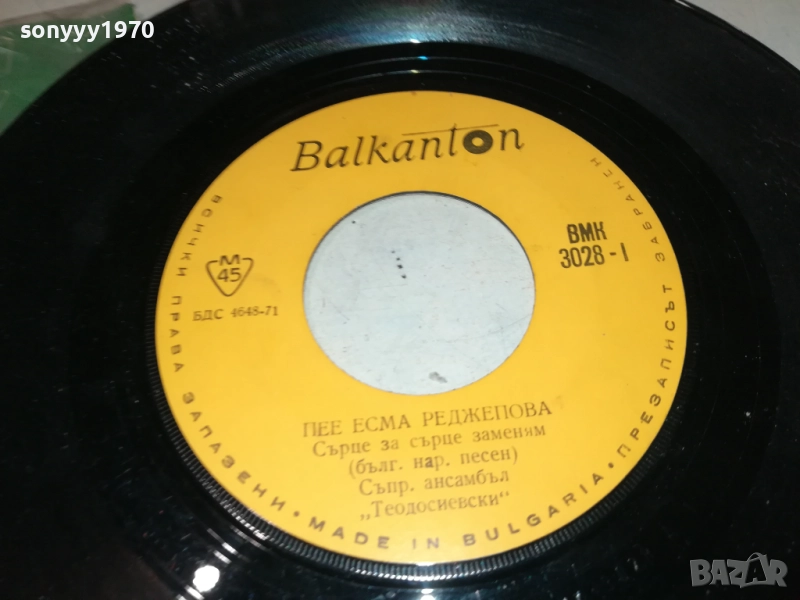 sonyyy1970
Balkanton
ВСИЧКИ ПРАВА ЗАПАЗЕНИ • MADE IN BULGARIA • ПРЕЗАПИСЪТ ЗАБРАНЕН
М
45
БДС 4648-71
ВМК
3028-I
ПЕЕ ЕСМА РЕДЖЕПОВА
Сърце за сърце заменям
(бълг. нар. песен)
Съпр. ансамбъл
„Теодосиевски“
BAZAR